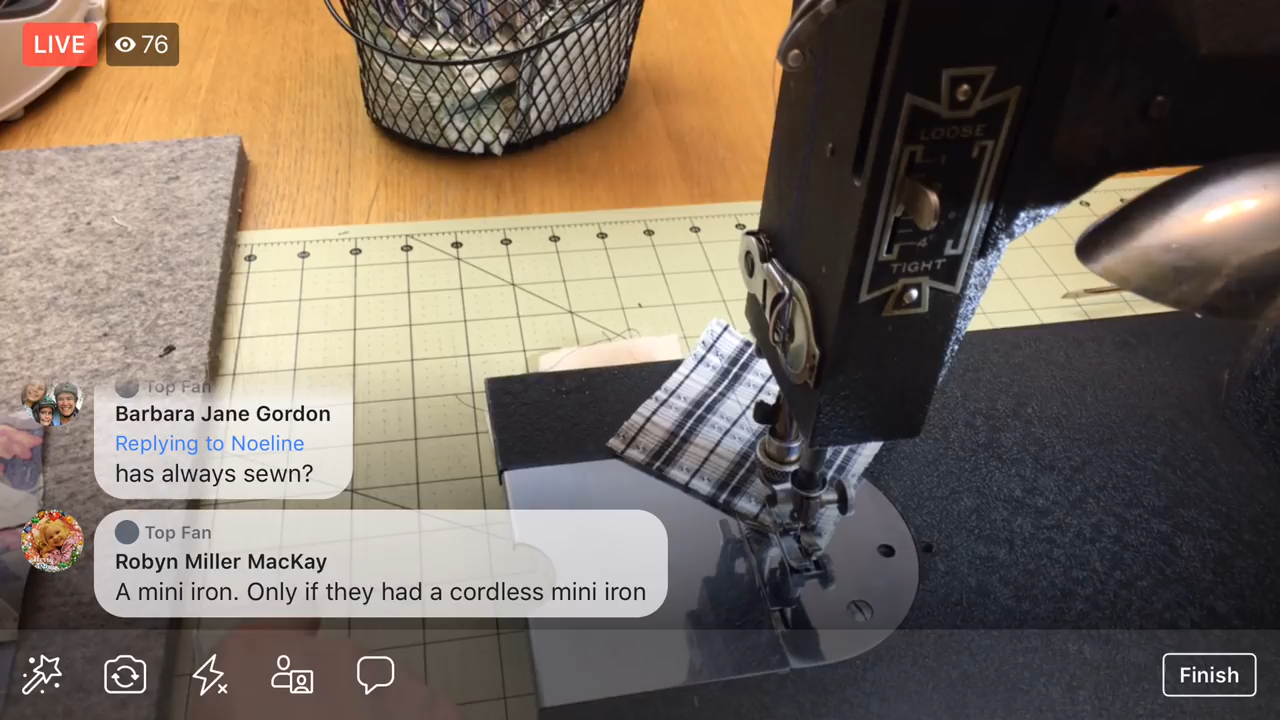 LIVE 76
LOOSE
1
4
TIGHT
Top Fan
Barbara Jane Gordon
Replying to Noeline
has always sewn?
Top Fan
Robyn Miller MacKay
A mini iron. Only if they had a cordless mini iron
Finish